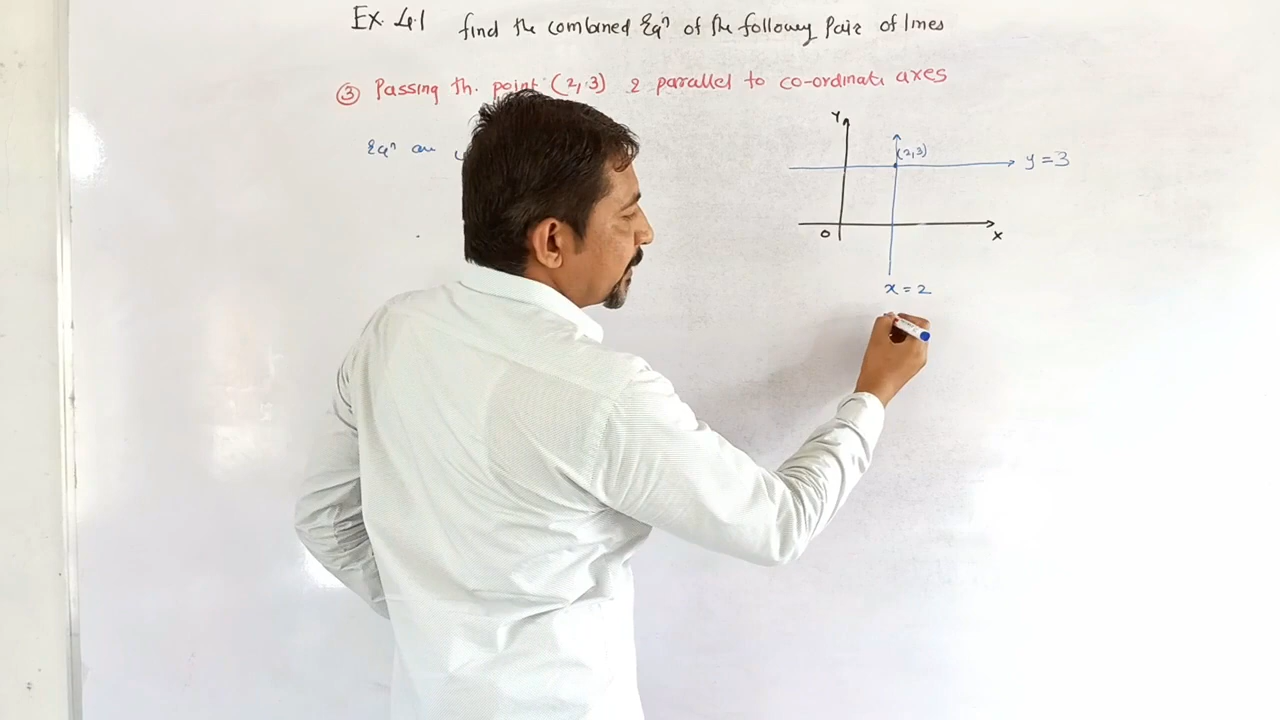 Ex. 4.1 find the combined Eqⁿ of the following Pair of lines
③ Passing th. point (2, 3) & parallel to co-ordinate axes
Y
Eqⁿ are
(2,3)
y = 3
O
X
x = 2